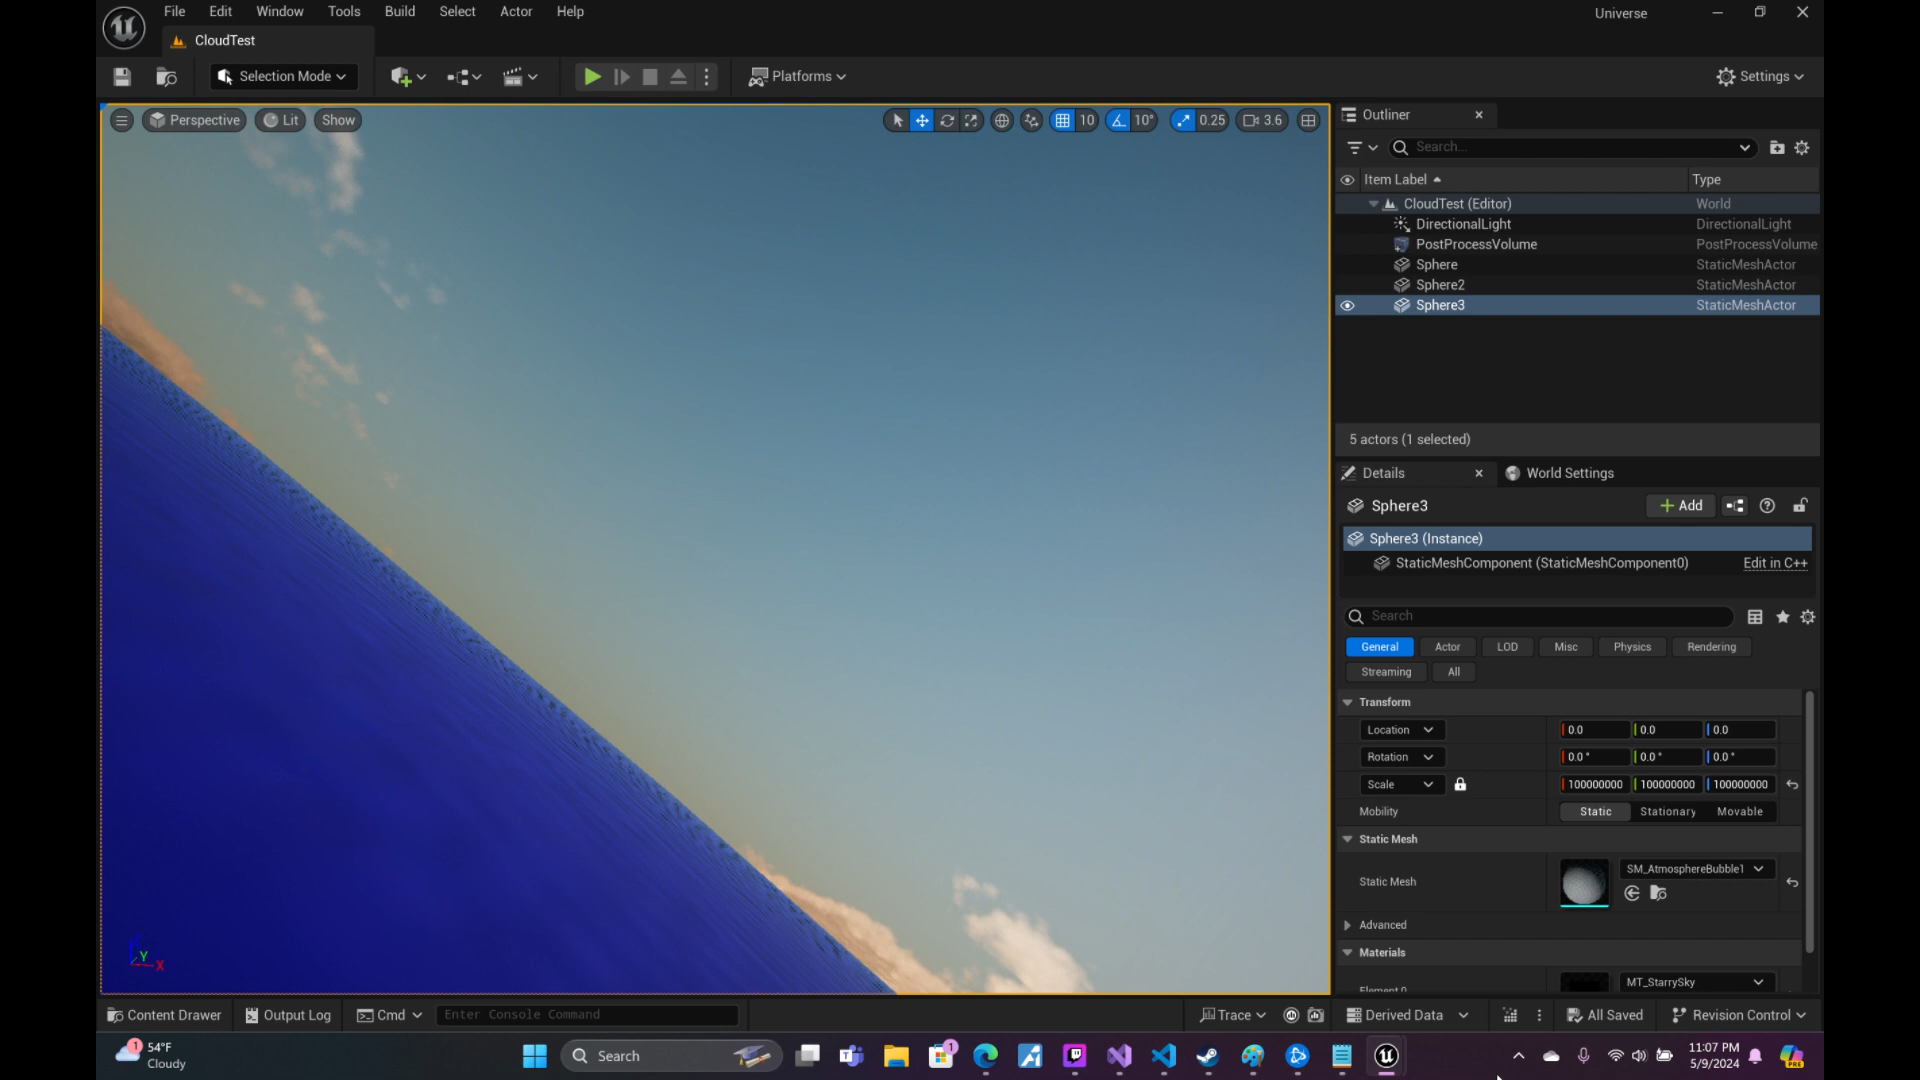 File Edit Window Tools Build Select Actor Help
Universe
CloudTest
Selection Mode
Platforms
Settings
Perspective
Lit
Show
10
10°
0.25
3.6
Outliner
Search...
Item Label
Type
CloudTest (Editor) World
DirectionalLight DirectionalLight
PostProcessVolume PostProcessVolume
Sphere StaticMeshActor
Sphere2 StaticMeshActor
Sphere3 StaticMeshActor
5 actors (1 selected)
Details
World Settings
Sphere3
Add
Sphere3 (Instance)
StaticMeshComponent (StaticMeshComponent0) Edit in C++
Search
General Actor LOD Misc Physics Rendering
Streaming All
Transform
Location 0.0 0.0 0.0
Rotation 0.0° 0.0° 0.0°
Scale 100000000 100000000 100000000
Mobility Static Stationary Movable
Static Mesh
Static Mesh SM_AtmosphereBubble1
Advanced
Materials
Element 0 MT_StarrySky
Y
X
Content Drawer Output Log Cmd Enter Console Command Trace Derived Data All Saved Revision Control
1 54°F
Cloudy
Search
1
PRE
11:07 PM
5/9/2024